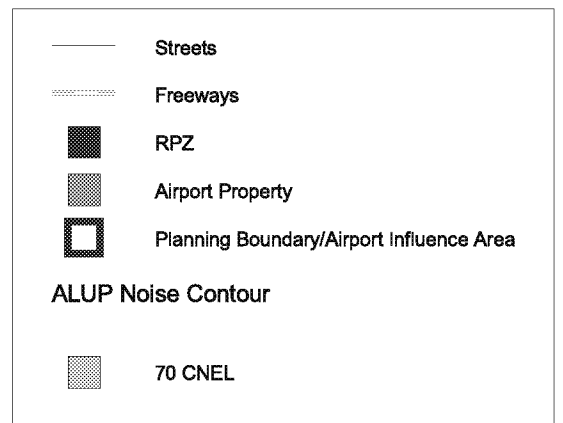 Streets
Freeways
RPZ
Airport Property
Planning Boundary/Airport Influence Area
ALUP Noise Contour
70 CNEL